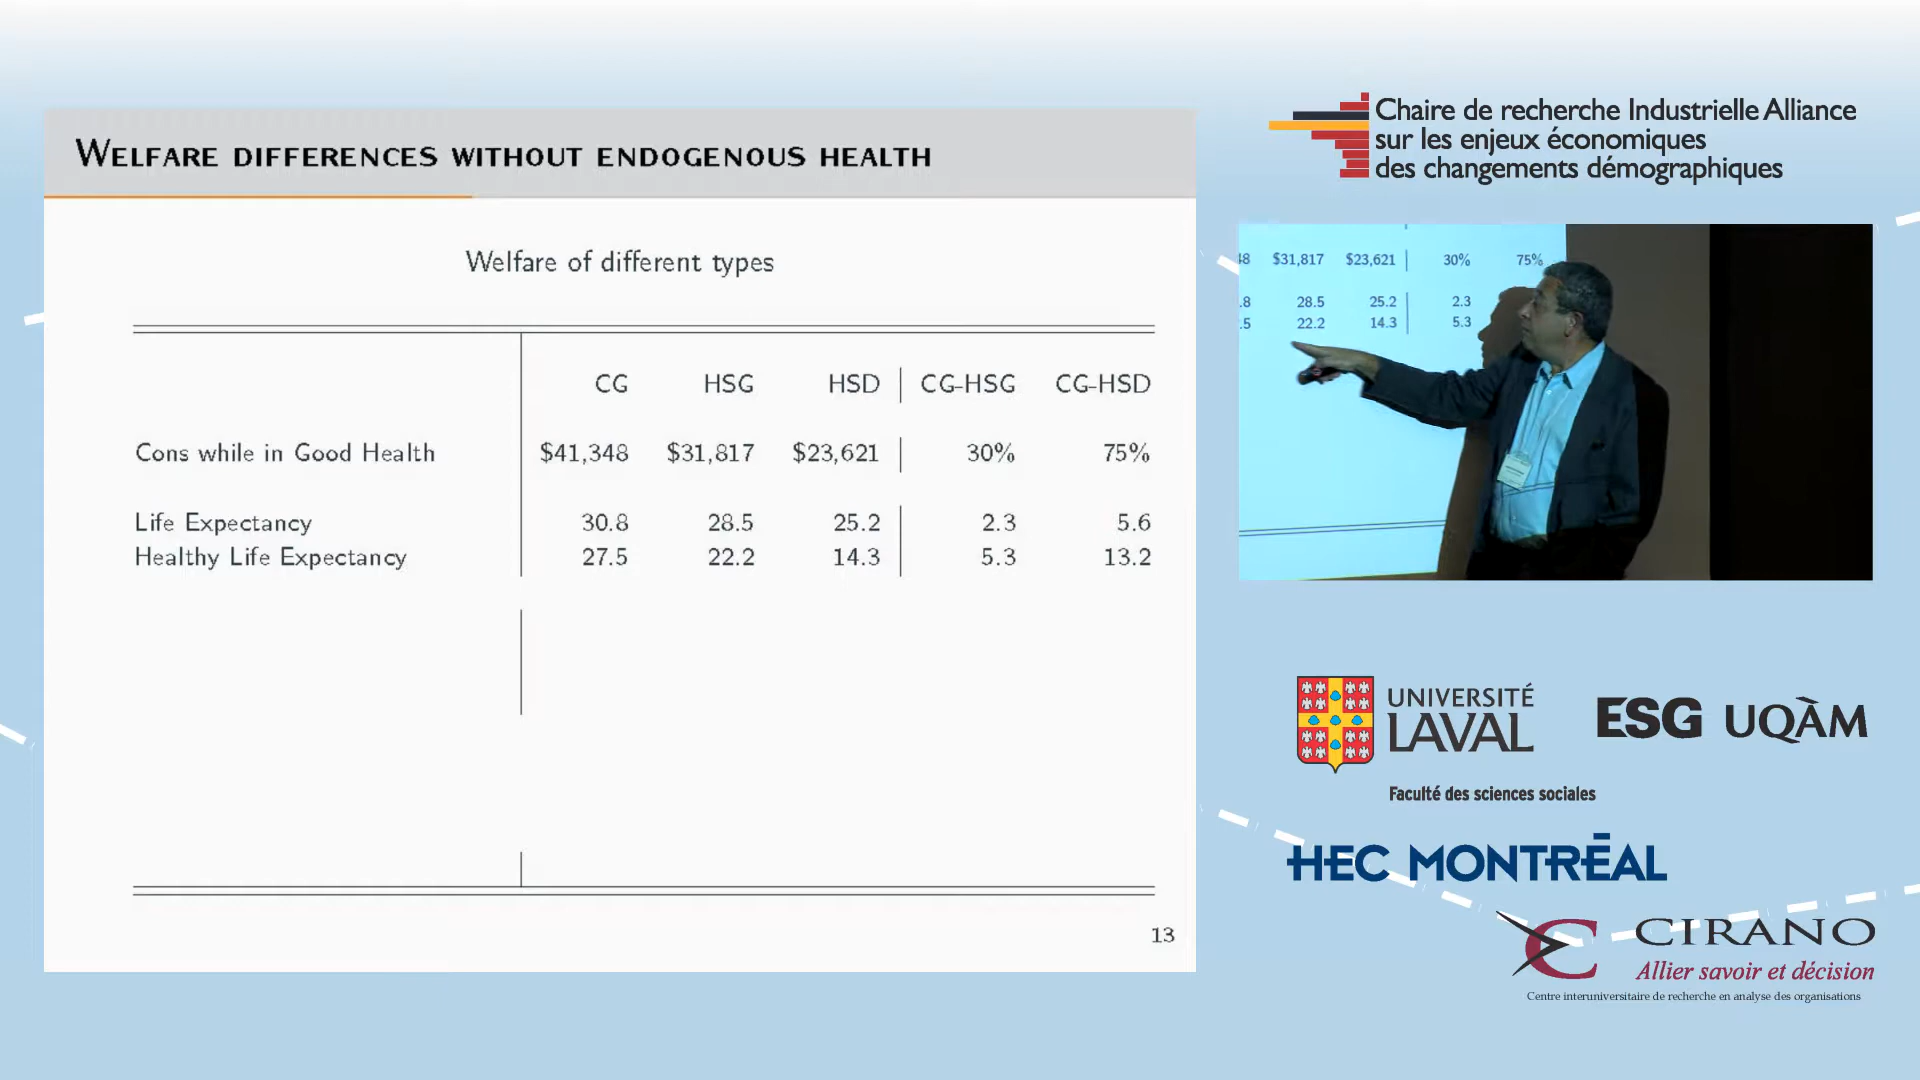 WELFARE DIFFERENCES WITHOUT ENDOGENOUS HEALTH
Welfare of different types
CG HSG HSD CG-HSG CG-HSD
Cons while in Good Health $41,348 $31,817 $23,621 30% 75%
Life Expectancy 30.8 28.5 25.2 2.3 5.6
Healthy Life Expectancy 27.5 22.2 14.3 5.3 13.2
13
Chaire de recherche Industrielle Alliance
sur les enjeux économiques
des changements démographiques
48 $31,817 $23,621 30% 75%
.8 28.5 25.2 2.3
.5 22.2 14.3 5.3
UNIVERSITÉ
LAVAL
Faculté des sciences sociales
ESG UQÀM
HEC MONTRĒAL
CIRANO
Allier savoir et décision
Centre interuniversitaire de recherche en analyse des organisations